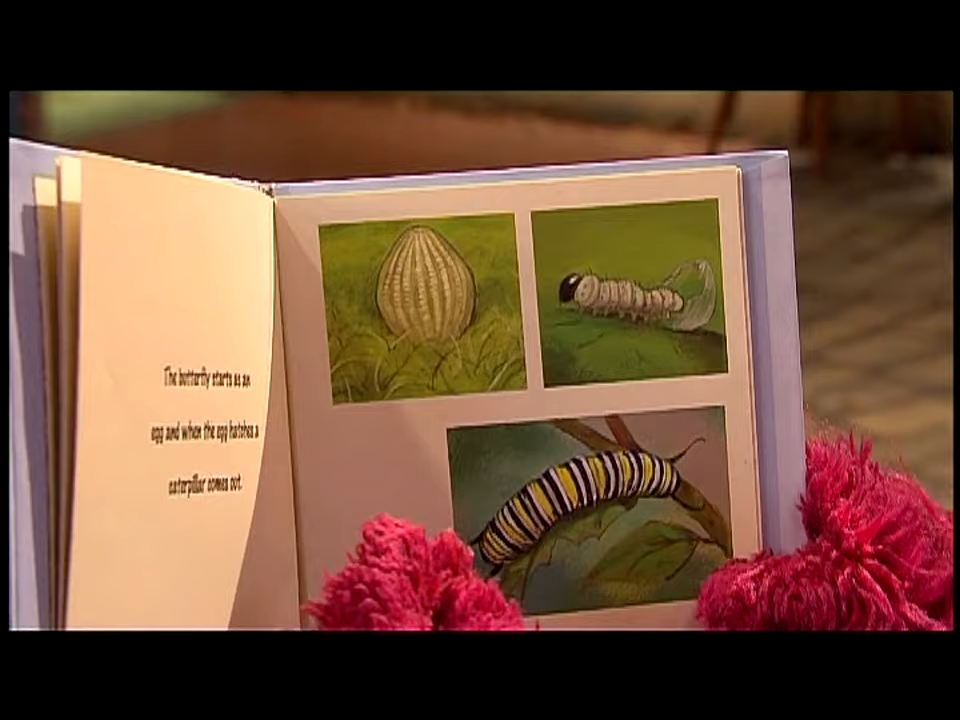 The butterfly starts as an
egg and when the egg hatches a
caterpillar comes out.